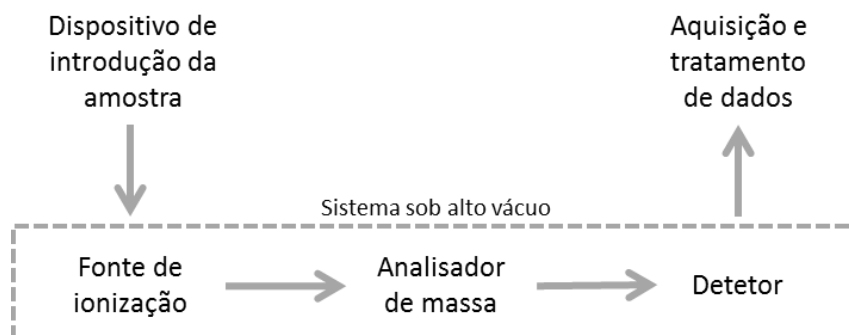 Dispositivo de
introdução da
amostra
Aquisição e
tratamento
de dados
Sistema sob alto vácuo
Fonte de
ionização
Analisador
de massa
Detetor